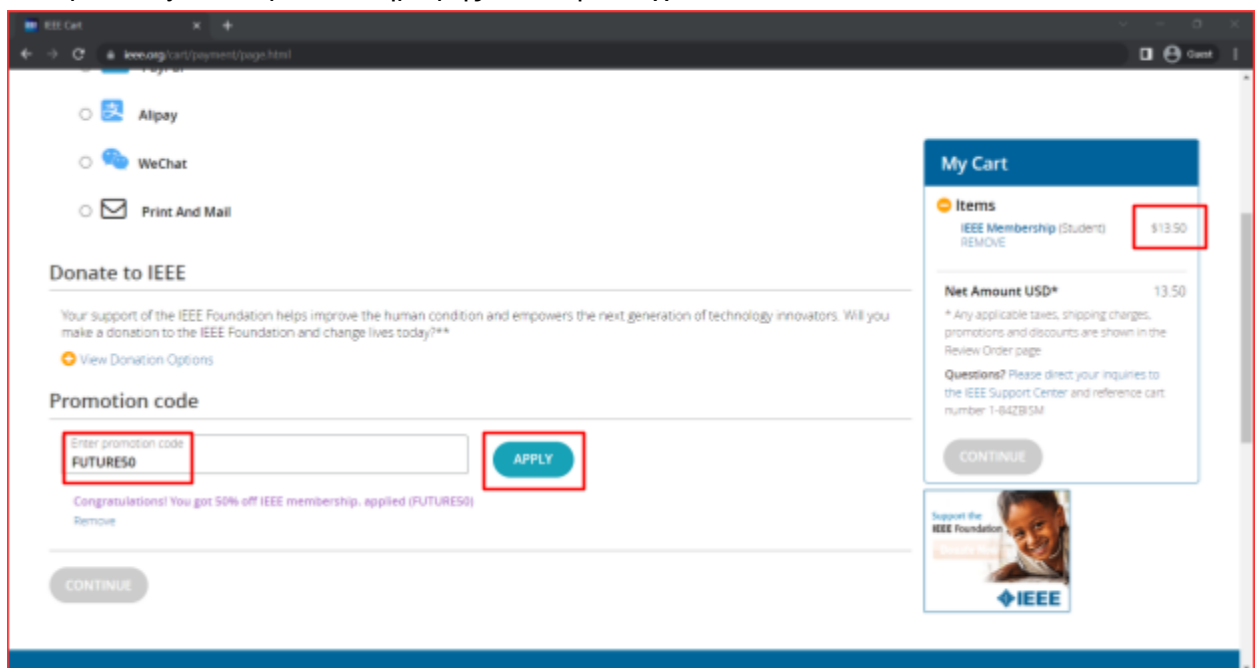 IEEE Cart
ieee.org/cart/payment/page.html
Guest
Alipay
WeChat
Print And Mail
Donate to IEEE
Your support of the IEEE Foundation helps improve the human condition and empowers the next generation of technology innovators. Will you
make a donation to the IEEE Foundation and change lives today?**
View Donation Options
Promotion code
Enter promotion code
FUTURE50
APPLY
Congratulations! You got 50% off IEEE membership. applied (FUTURE50)
Remove
CONTINUE
My Cart
Items
IEEE Membership (Student) $13.50
REMOVE
Net Amount USD* 13.50
* Any applicable taxes, shipping charges,
promotions and discounts are shown in the
Review Order page
Questions? Please direct your inquiries to
the IEEE Support Center and reference cart
number
CONTINUE
Support the
IEEE Foundation
IEEE